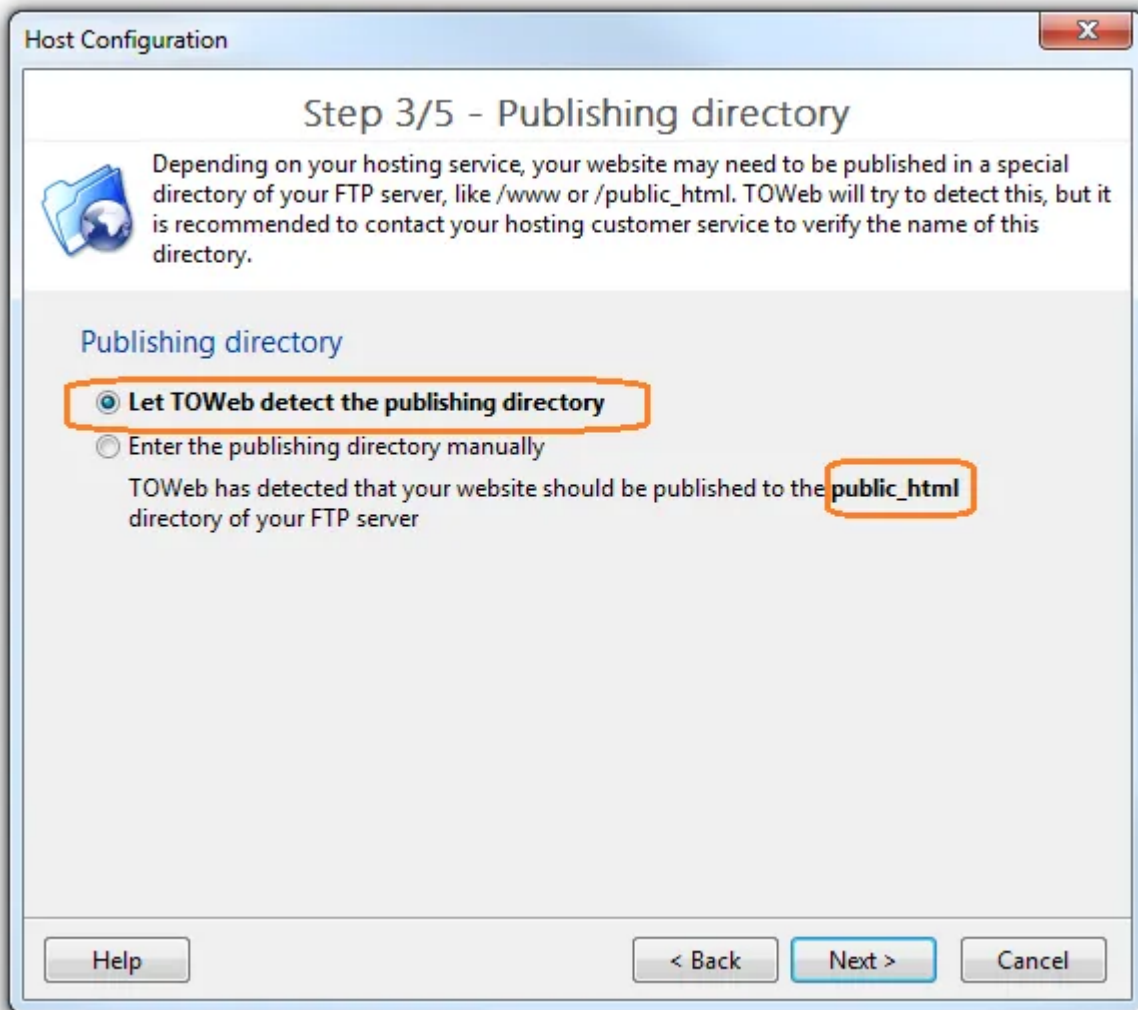 Host Configuration
Step 3/5 - Publishing directory
Depending on your hosting service, your website may need to be published in a special
directory of your FTP server, like /www or /public_html. TOWeb will try to detect this, but it
is recommended to contact your hosting customer service to verify the name of this
directory.
Publishing directory
Let TOWeb detect the publishing directory
Enter the publishing directory manually
TOWeb has detected that your website should be published to the public_html
directory of your FTP server
Help
< Back
Next >
Cancel